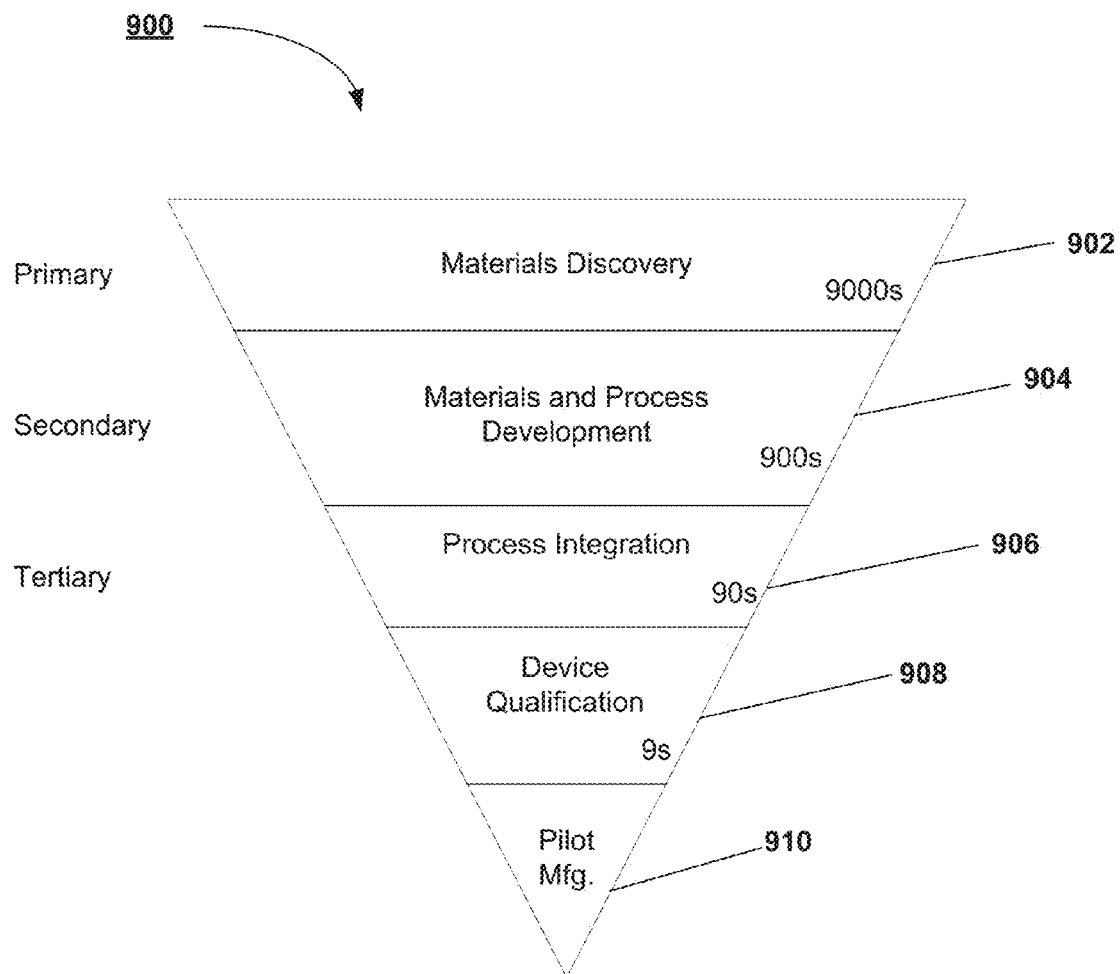 900
902
Materials Discovery
Primary
9000s
904
Materials and Process
Development
Secondary
900s
906
Process Integration
Tertiary
90s
908
Device
Qualification
9s
910
Pilot
Mfg.